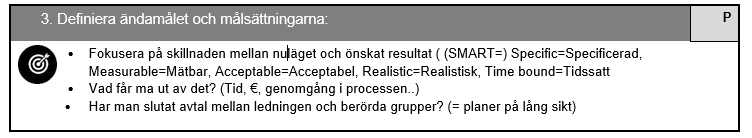 3. Definiera ändamålet och målsättningarna:
P
• Fokusera på skillnaden mellan nuläget och önskat resultat ( (SMART=) Specific=Specificerad,
Measurable=Mätbar, Acceptable=Acceptabel, Realistic=Realistisk, Time bound=Tidssatt
• Vad får ma ut av det? (Tid, €, genomgång i processen..)
• Har man slutat avtal mellan ledningen och berörda grupper? (= planer på lång sikt)